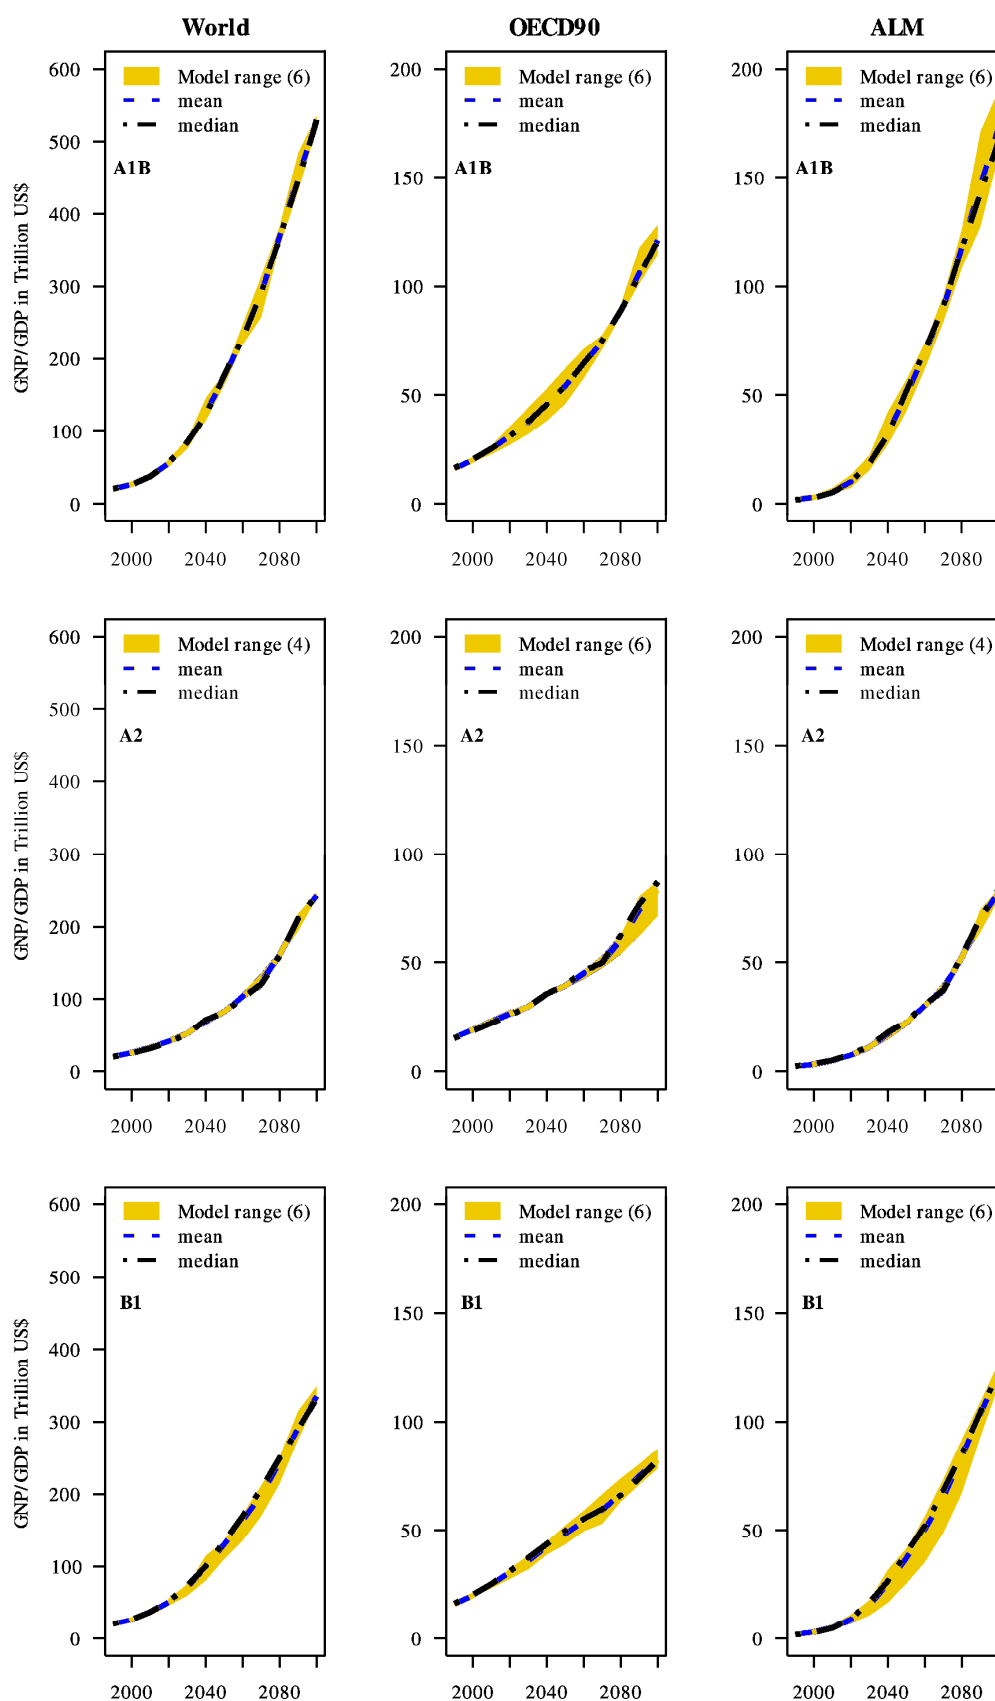 World OECD90 ALM
600 Model range (6) 200 Model range (6) 200 Model range (6)
mean mean mean
median median median
500 A1B 150 A1B 150 A1B
400
300 100 100
200
50 50
100
0 0 0
GNP/GDP in Trillion US$
2000 2040 2080 2000 2040 2080 2000 2040 2080
600 Model range (4) 200 Model range (6) 200 Model range (4)
mean mean mean
median median median
500
A2 150 A2 150 A2
400
300 100 100
200
50 50
100
0 0 0
GNP/GDP in Trillion US$
2000 2040 2080 2000 2040 2080 2000 2040 2080
600 Model range (6) 200 Model range (6) 200 Model range (6)
mean mean mean
median median median
500
B1 150 B1 150 B1
400
300 100 100
200
50 50
100
0 0 0
GNP/GDP in Trillion US$
2000 2040 2080 2000 2040 2080 2000 2040 2080